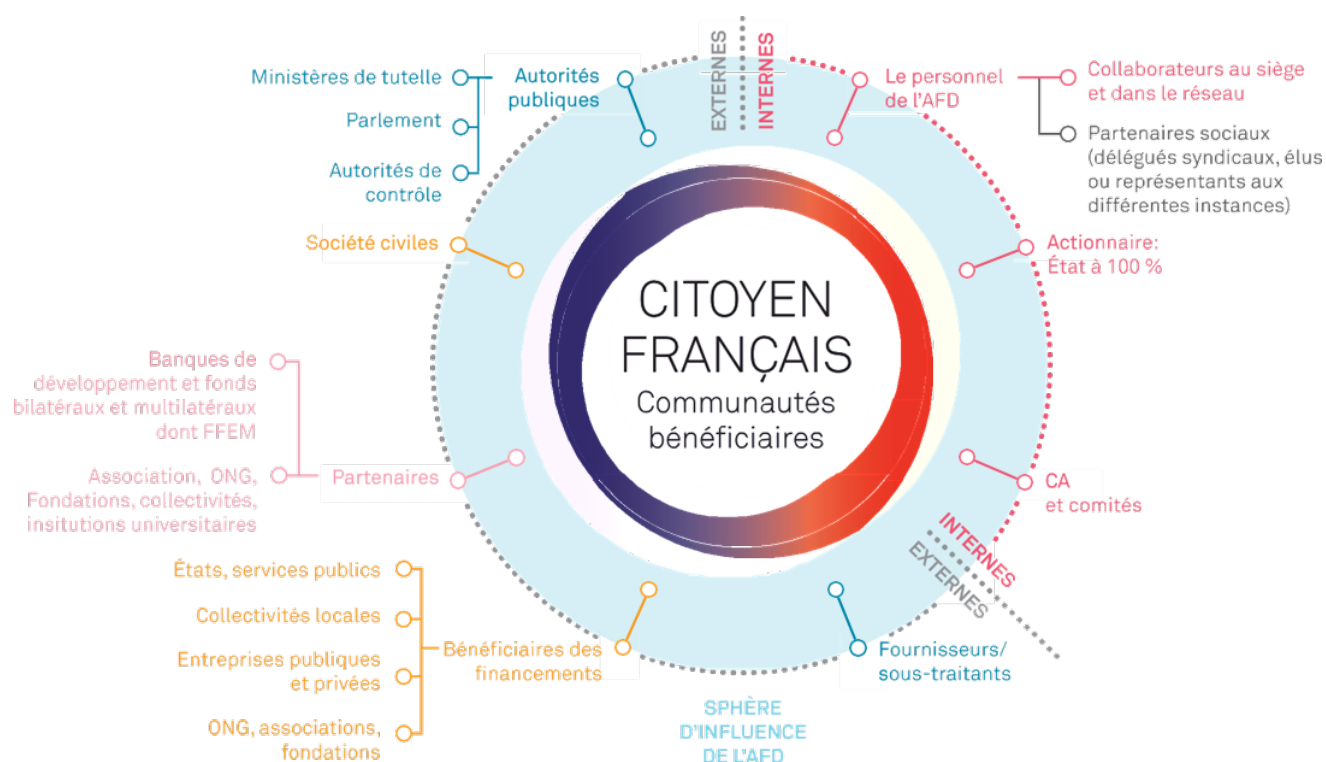 EXTERNES
INTERNES
Ministères de tutelle
Parlement
Autorités de
contrôle
Autorités
publiques
Le personnel
de l'AFD
Collaborateurs au siège
et dans le réseau
Partenaires sociaux
(délégués syndicaux, élus
ou représentants aux
différentes instances)
Société civiles
Actionnaire:
État à 100 %
CITOYEN
FRANÇAIS
Communautés
bénéficiaires
Banques de
développement et fonds
bilatéraux et multilatéraux
dont FFEM
Association, ONG,
Fondations, collectivités,
insitutions universitaires
Partenaires
CA
et comités
INTERNES
EXTERNES
États, services publics
Collectivités locales
Entreprises publiques
et privées
ONG, associations,
fondations
Bénéficiaires des
financements
Fournisseurs/
sous-traitants
SPHÈRE
D'INFLUENCE
DE L'AFD